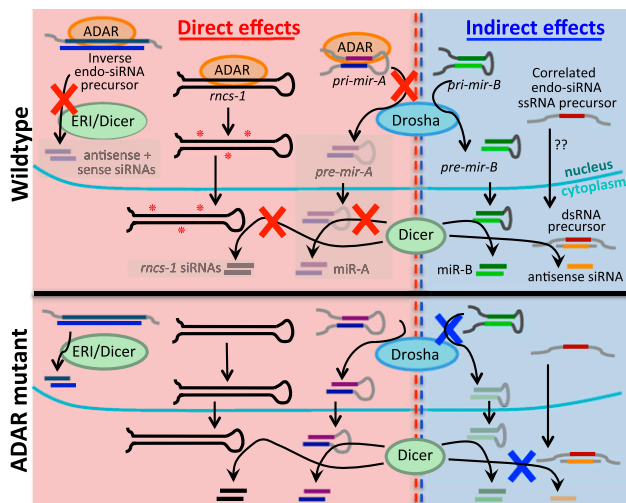 Direct effects
Indirect effects
Wildtype
ADAR
Inverse
endo-siRNA
precursor
ERI/Dicer
antisense +
sense siRNAs
ADAR
rncs-1
ADAR
pri-mir-A
pri-mir-B
Drosha
pre-mir-A
pre-mir-B
Correlated
endo-siRNA
ssRNA precursor
??
nucleus
cytoplasm
dsRNA
precursor
Dicer
rncs-1 siRNAs
miR-A
miR-B
antisense siRNA
ADAR mutant
ERI/Dicer
Drosha
Dicer